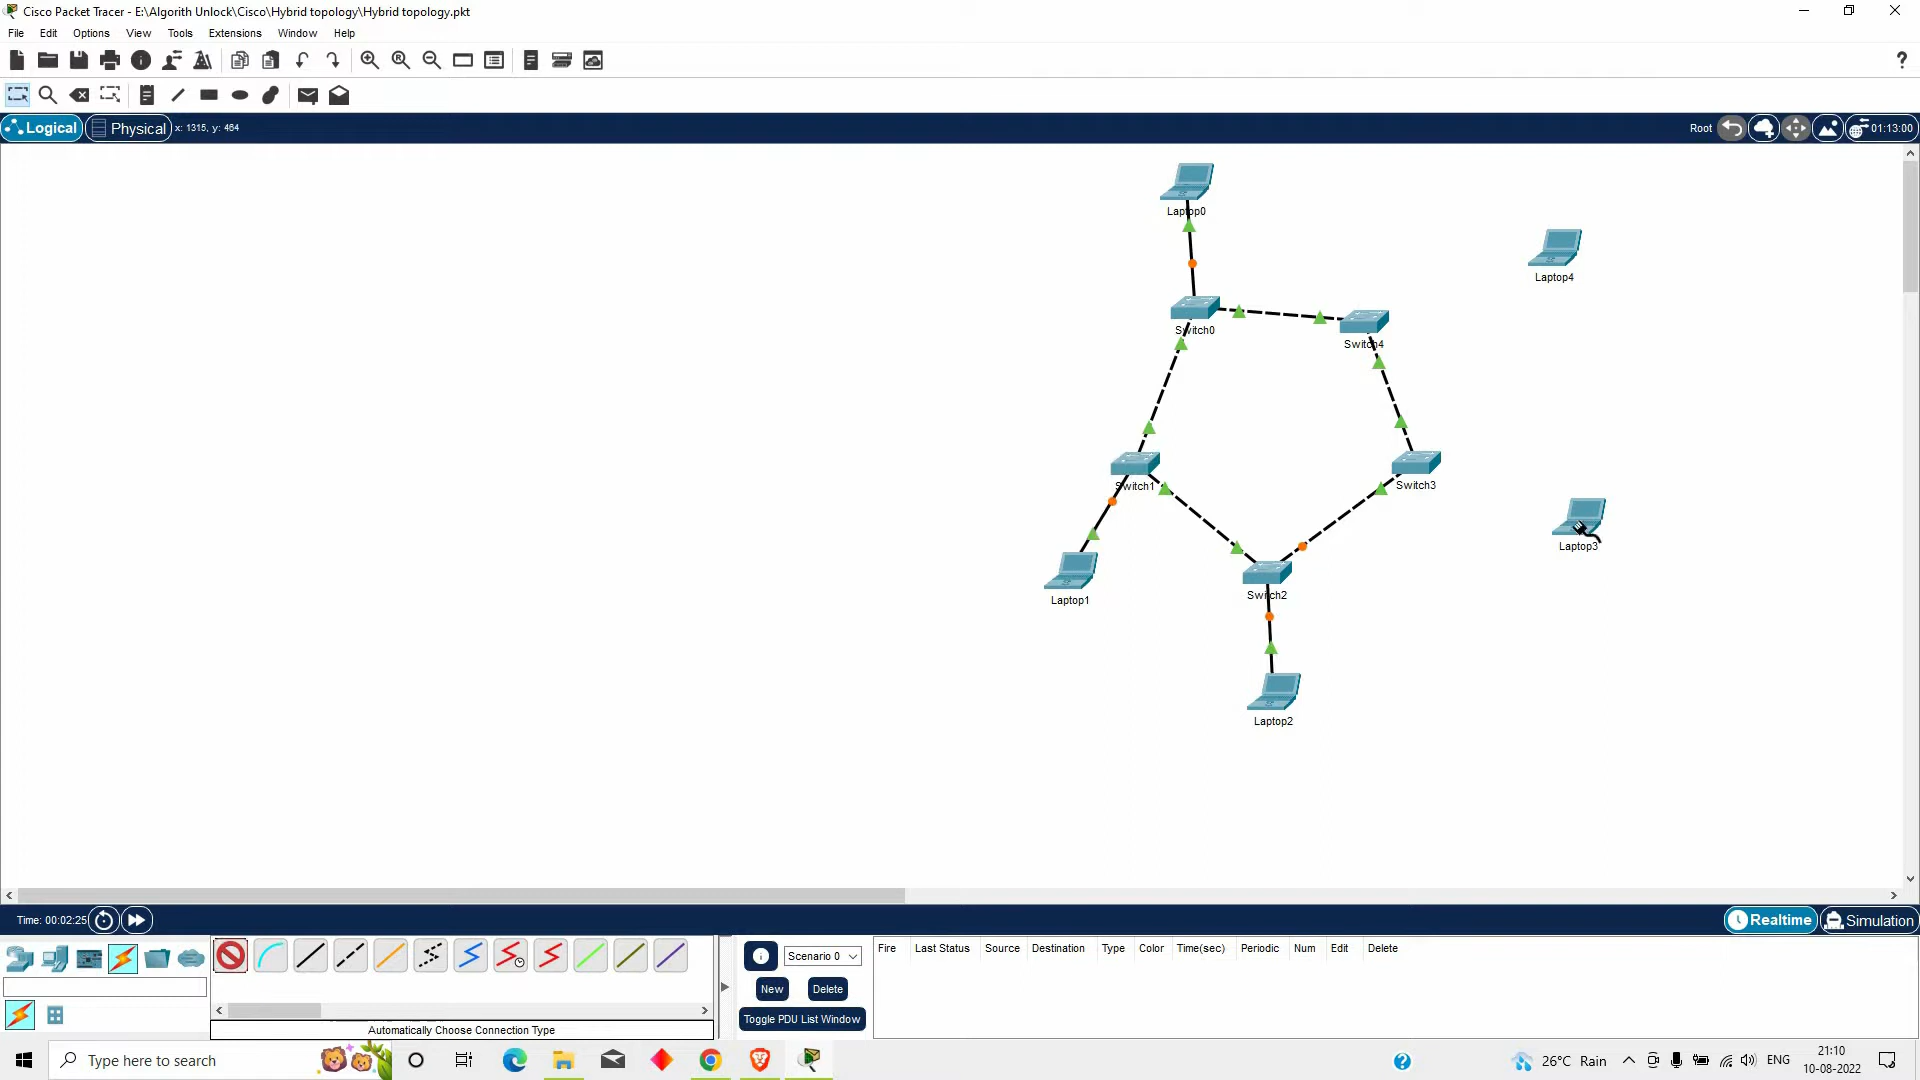 Cisco Packet Tracer - E:\Algorith Unlock\Cisco\Hybrid topology\Hybrid topology.pkt
File Edit Options View Tools Extensions Window Help
?
Logical Physical x: 1315, y: 464 Root 01:13:00
Laptop0
Laptop4
Switch0
Switch4
Switch1
Switch3
Laptop3
Laptop1
Switch2
Laptop2
Time: 00:02:25 Realtime Simulation
Scenario 0
New Delete
Toggle PDU List Window
Fire Last Status Source Destination Type Color Time(sec) Periodic Num Edit Delete
Automatically Choose Connection Type
Type here to search
26°C Rain ENG
21:10
10-08-2022